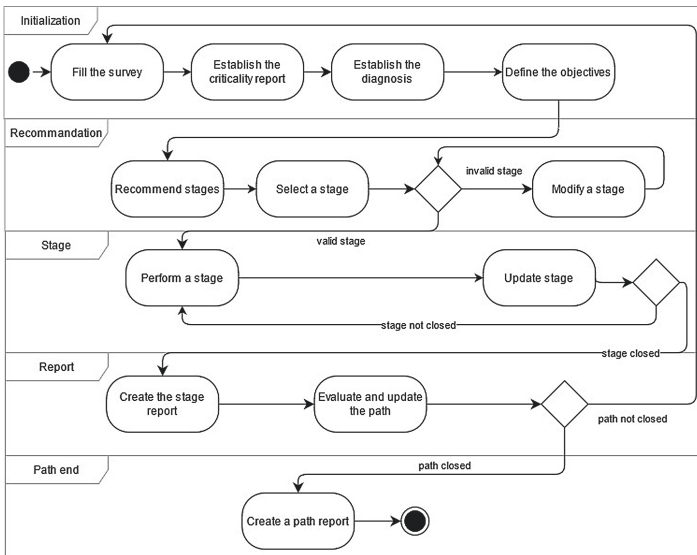 Initialization
Fill the survey
Establish the
criticality report
Establish the
diagnosis
Define the objectives
Recommandation
Recommend stages
Select a stage
invalid stage
Modify a stage
valid stage
Stage
Perform a stage
Update stage
stage not closed
stage closed
Report
Create the stage
report
Evaluate and update
the path
path not closed
path closed
Path end
Create a path report